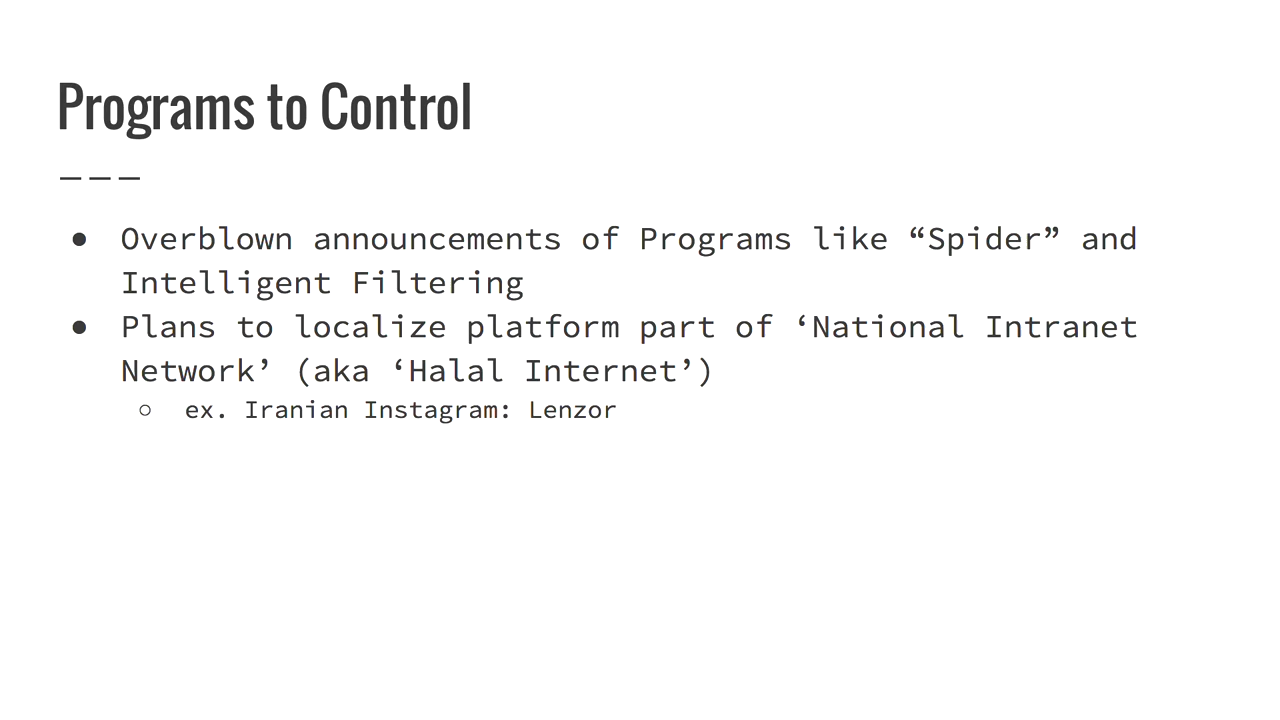 Programs to Control
● Overblown announcements of Programs like “Spider” and
Intelligent Filtering
● Plans to localize platform part of ‘National Intranet
Network’ (aka ‘Halal Internet’)
○ ex. Iranian Instagram: Lenzor